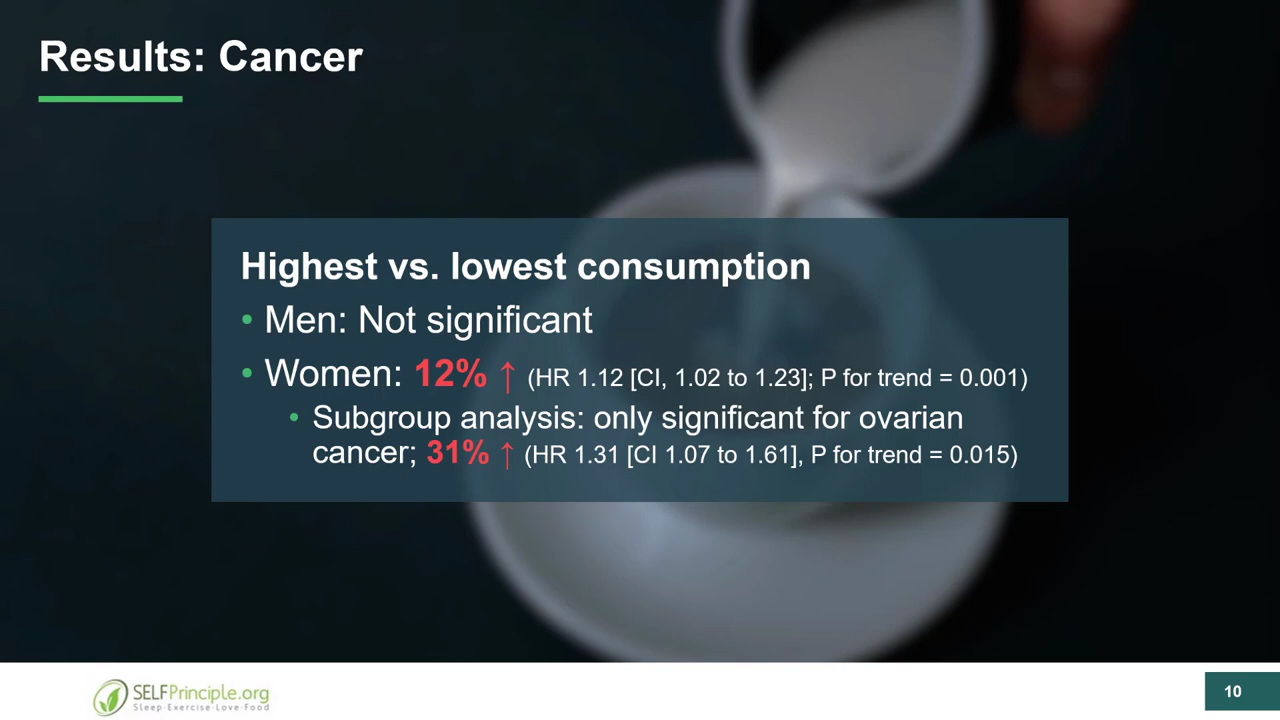 Results: Cancer
Highest vs. lowest consumption
• Men: Not significant
• Women: 12% ↑ (HR 1.12 [CI, 1.02 to 1.23]; P for trend = 0.001)
• Subgroup analysis: only significant for ovarian
cancer; 31% ↑ (HR 1.31 [CI 1.07 to 1.61], P for trend = 0.015)
SELFPrinciple.org
Sleep-Exercise-Love-Food
10